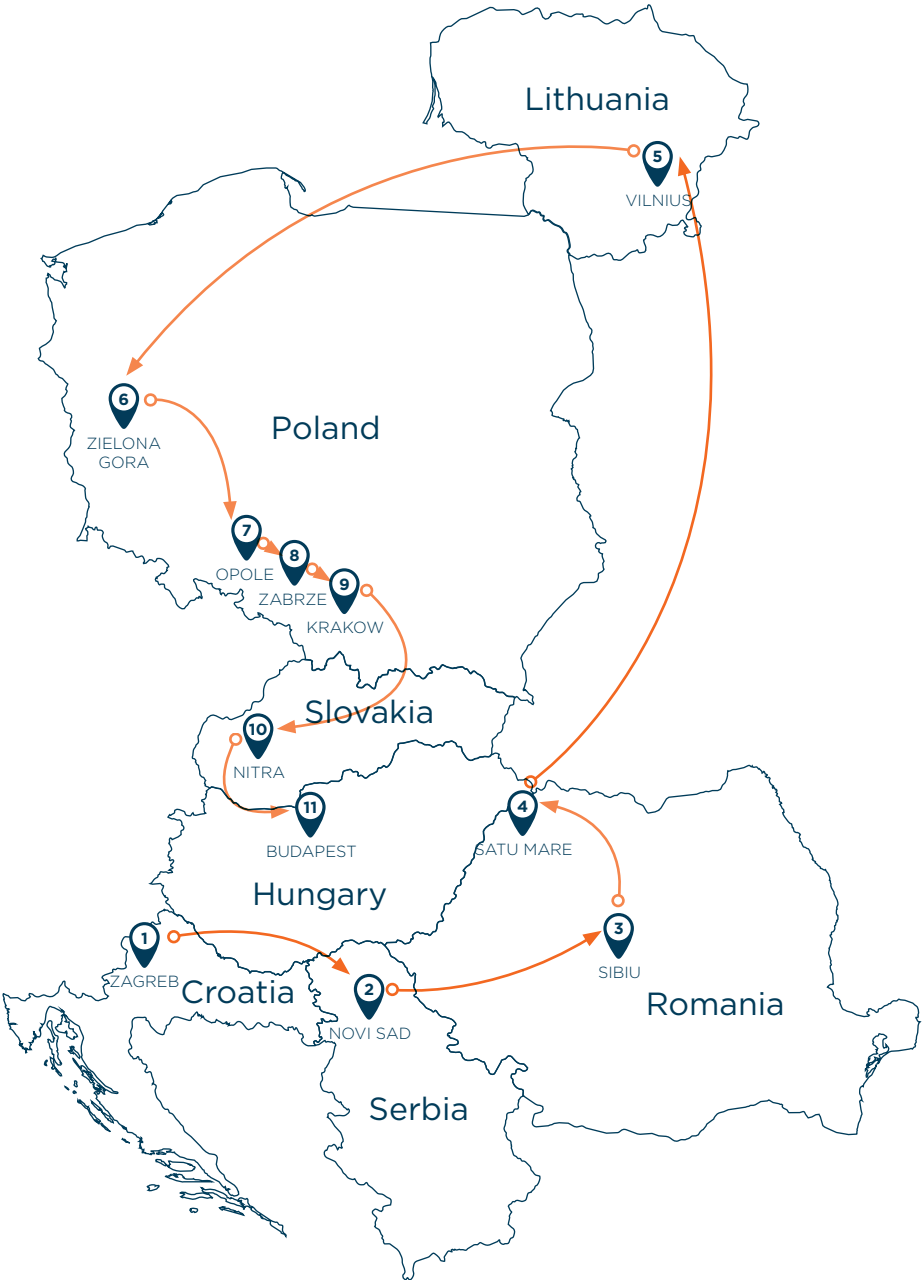 Lithuania
5
VILNIUS
6
ZIELONA
GORA
Poland
7
OPOLE
8
ZABRZE
9
KRAKOW
Slovakia
10
NITRA
11
BUDAPEST
4
SATU MARE
Hungary
1
ZAGREB
Croatia
2
NOVI SAD
3
SIBIU
Romania
Serbia